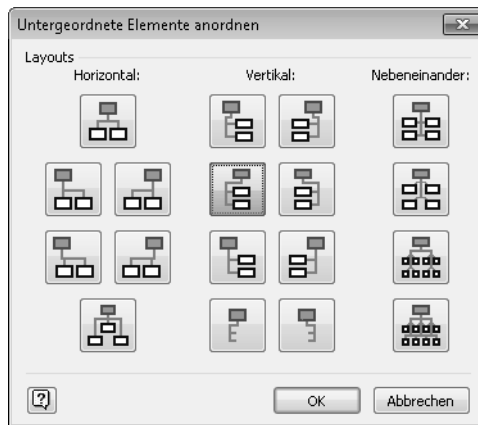 Untergeordnete Elemente anordnen
Layouts
Horizontal: Vertikal: Nebeneinander:
OK Abbrechen